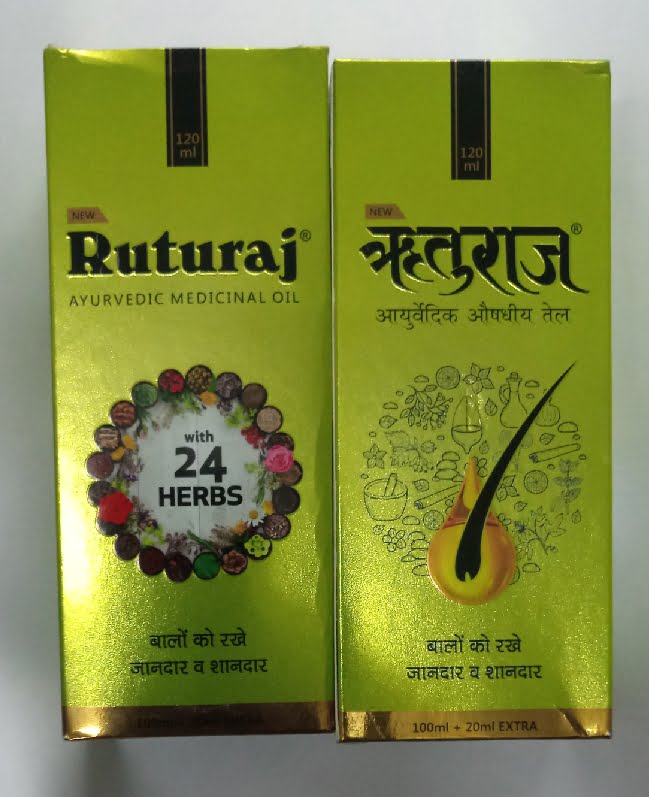 120
ml
NEW
Ruturaj®
AYURVEDIC MEDICINAL OIL
with
24
HERBS
बालों को रखे
जानदार व शानदार
120
ml
NEW
ऋतुराज®
आयुर्वेदिक औषधीय तेल
बालों को रखे
जानदार व शानदार
100ml + 20ml EXTRA